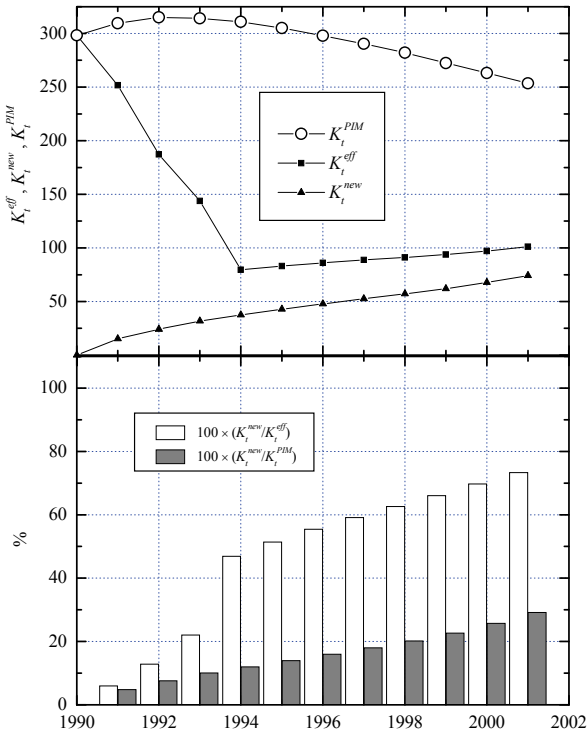 300
250
200
150
100
50
K_t^{eff}, K_t^{new}, K_t^{PIM}
K_t^{PIM}
K_t^{eff}
K_t^{new}
100
80
60
40
20
0
%
100 × (K_t^{new}/K_t^{eff})
100 × (K_t^{new}/K_t^{PIM})
1990 1992 1994 1996 1998 2000 2002